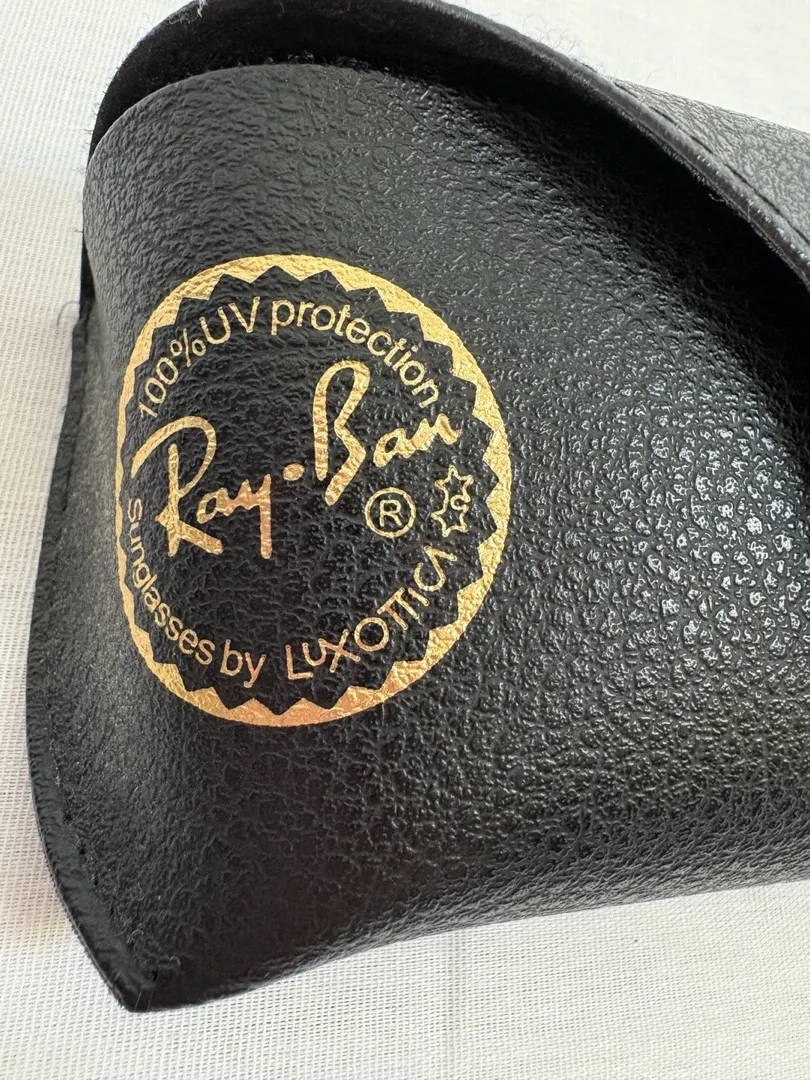 100%UV protection
Ray-Ban
®
Sunglasses by LUXOTTICA